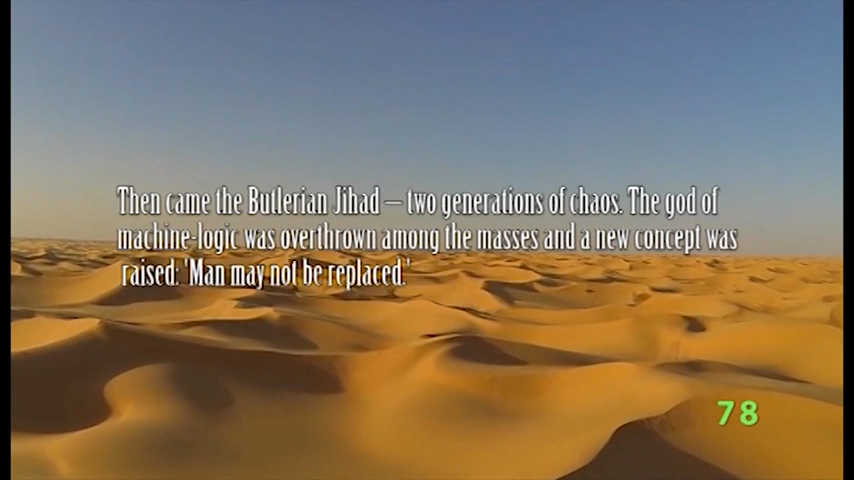 Then came the Butlerian Jihad – two generations of chaos. The god of
machine-logic was overthrown among the masses and a new concept was
raised: 'Man may not be replaced.'
78